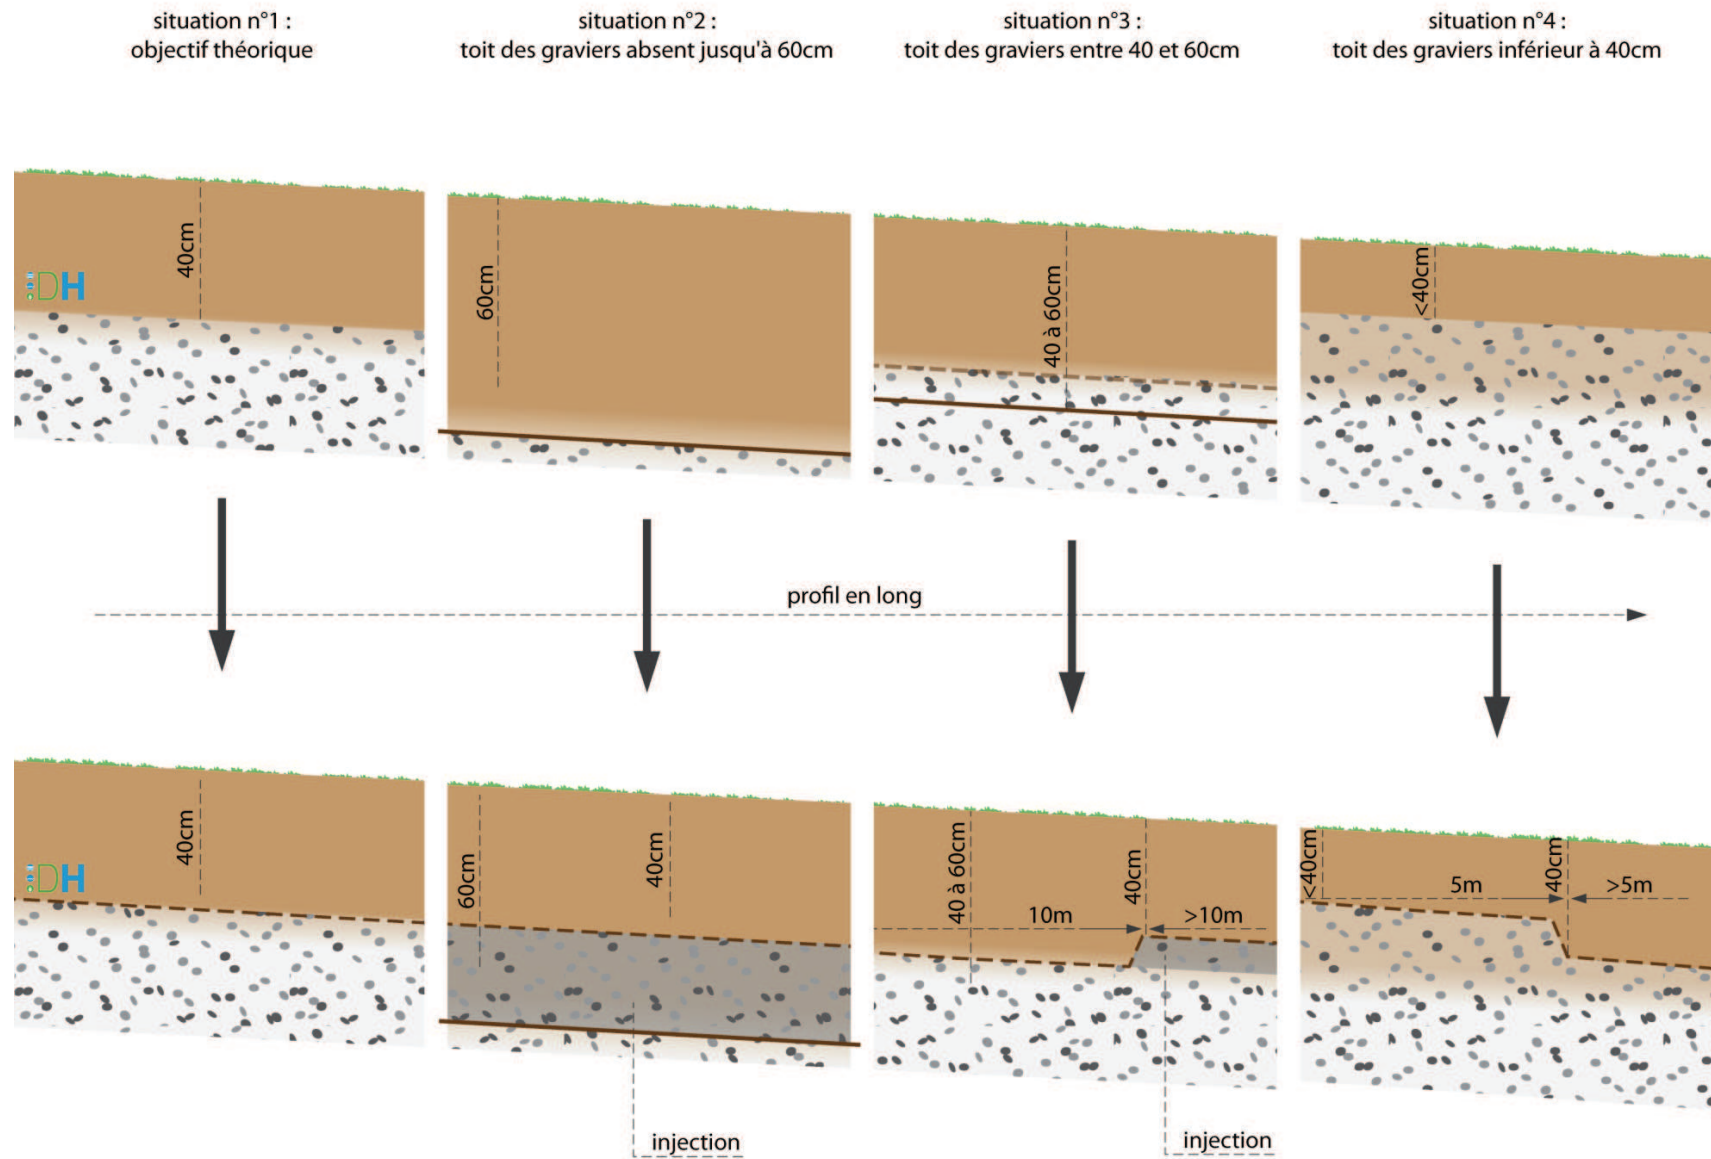 situation n°1 :
objectif théorique
situation n°2 :
toit des graviers absent jusqu'à 60cm
situation n°3 :
toit des graviers entre 40 et 60cm
situation n°4 :
toit des graviers inférieur à 40cm
40cm
DH
60cm
40 à 60cm
<40cm
profil en long
40cm
DH
60cm
40cm
40 à 60cm
10m
40cm
>10m
<40cm
5m
40cm
>5m
injection
injection